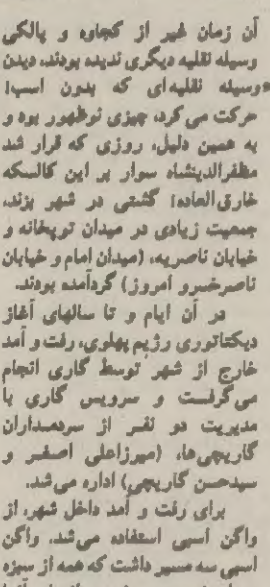 آن زمان غیر از کجاوه و پالکی
وسیله نقلیه دیگری ندیده بودند، دیدن
«وسیله نقلیه‌ای که بدون اسب!
حرکت می‌کرد، چیزی نوظهور بود و
به همین دلیل، روزی که قرار شد
مظفرالدینشاه سوار بر این کالسکه
خارق‌العاده! گشتی در شهر بزند،
جمعیت زیادی در میدان توپخانه و
خیابان ناصریه، (میدان امام و خیابان
ناصرخسرو امروز) گردآمده بودند.
در آن ایام و تا سالهای آغاز
دیکتاتوری رژیم پهلوی، رفت و آمد
خارج از شهر توسط گاری انجام
می‌گرفت و سرویس گاری با
مدیریت دو نفر از سردمداران
گاریچی‌ها، (میرزاعلی اصغر و
سیدحسن گاریچی) اداره می‌شد.
برای رفت و آمد داخل شهر، از
واگن اسبی استفاده می‌شد. واگن
اسبی سه مسیر داشت که همه از سبزه